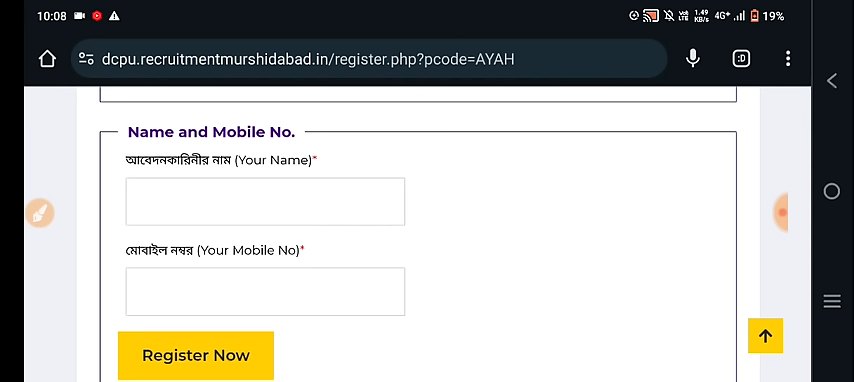 10:08 VoLTE 1.49 KB/s 4G+ 19%
dcpu.recruitmentmurshidabad.in/register.php?pcode=AYAH :D
Name and Mobile No.
আবেদনকারিনীর নাম (Your Name)*
মোবাইল নম্বর (Your Mobile No)*
Register Now